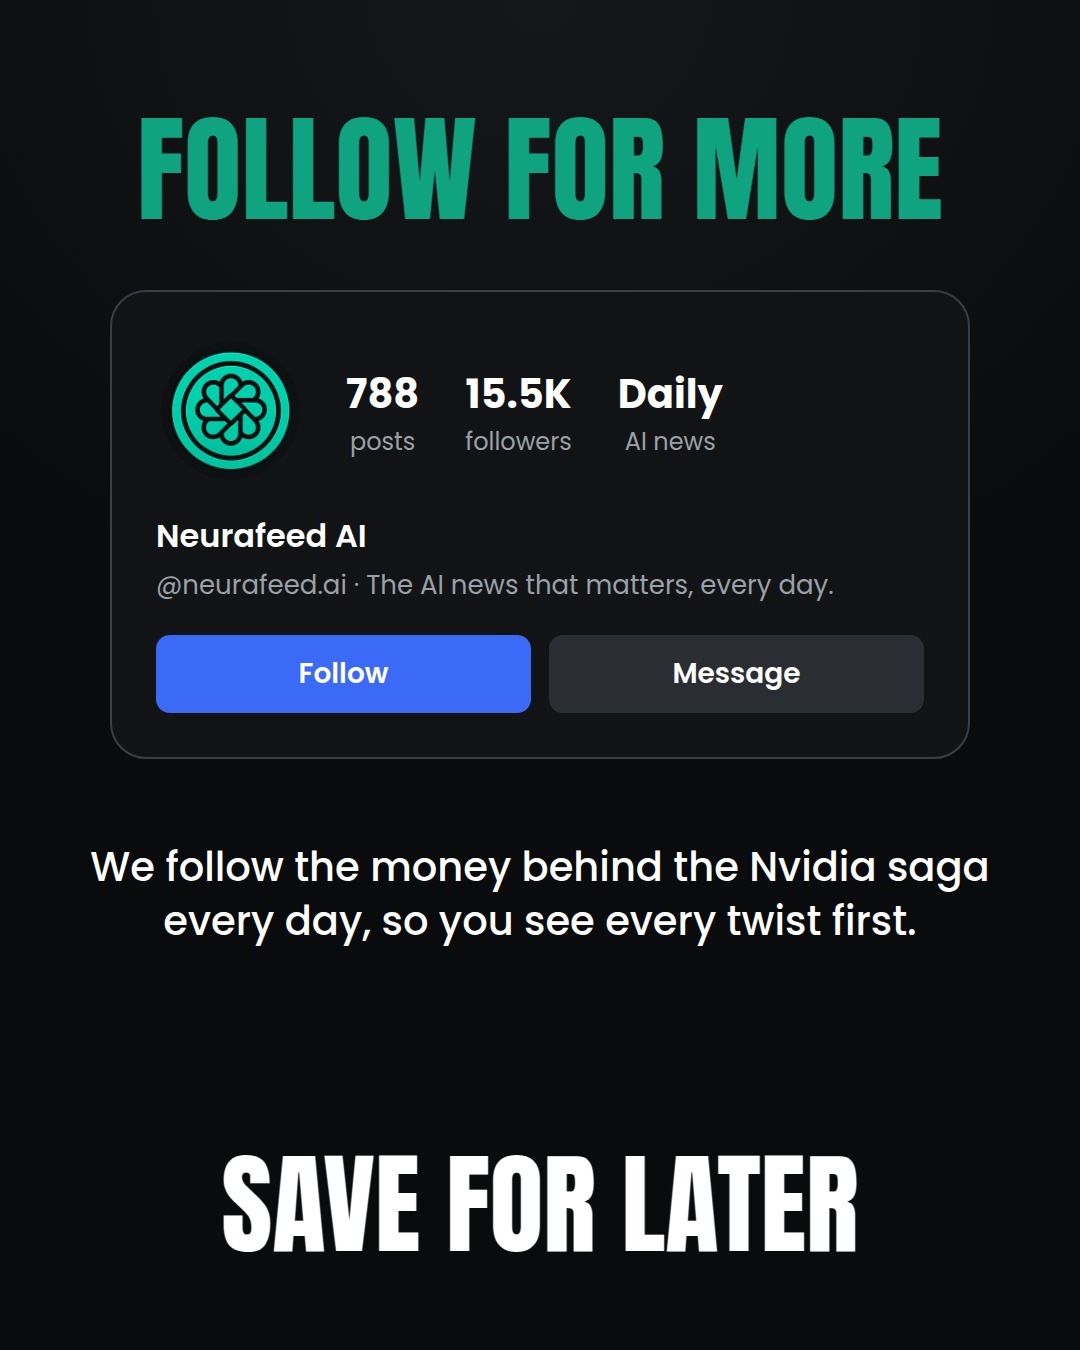 FOLLOW FOR MORE
788 15.5K Daily
posts followers AI news
Neurafeed AI
@neurafeed.ai · The AI news that matters, every day.
Follow Message
We follow the money behind the Nvidia saga
every day, so you see every twist first.
SAVE FOR LATER